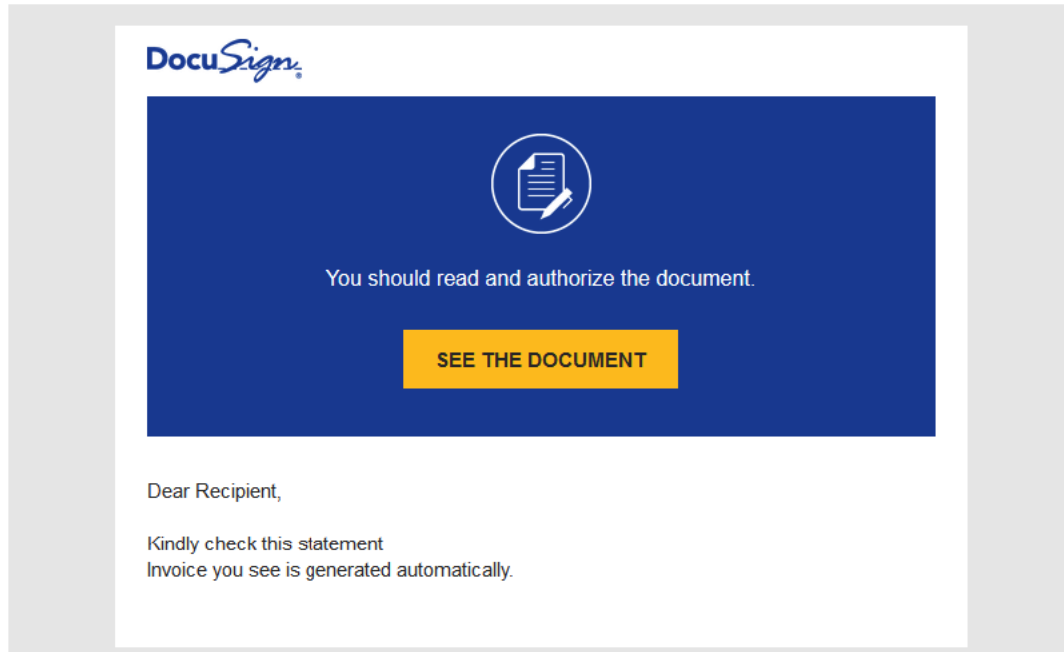 DocuSign®
You should read and authorize the document.
SEE THE DOCUMENT
Dear Recipient,
Kindly check this statement
Invoice you see is generated automatically.